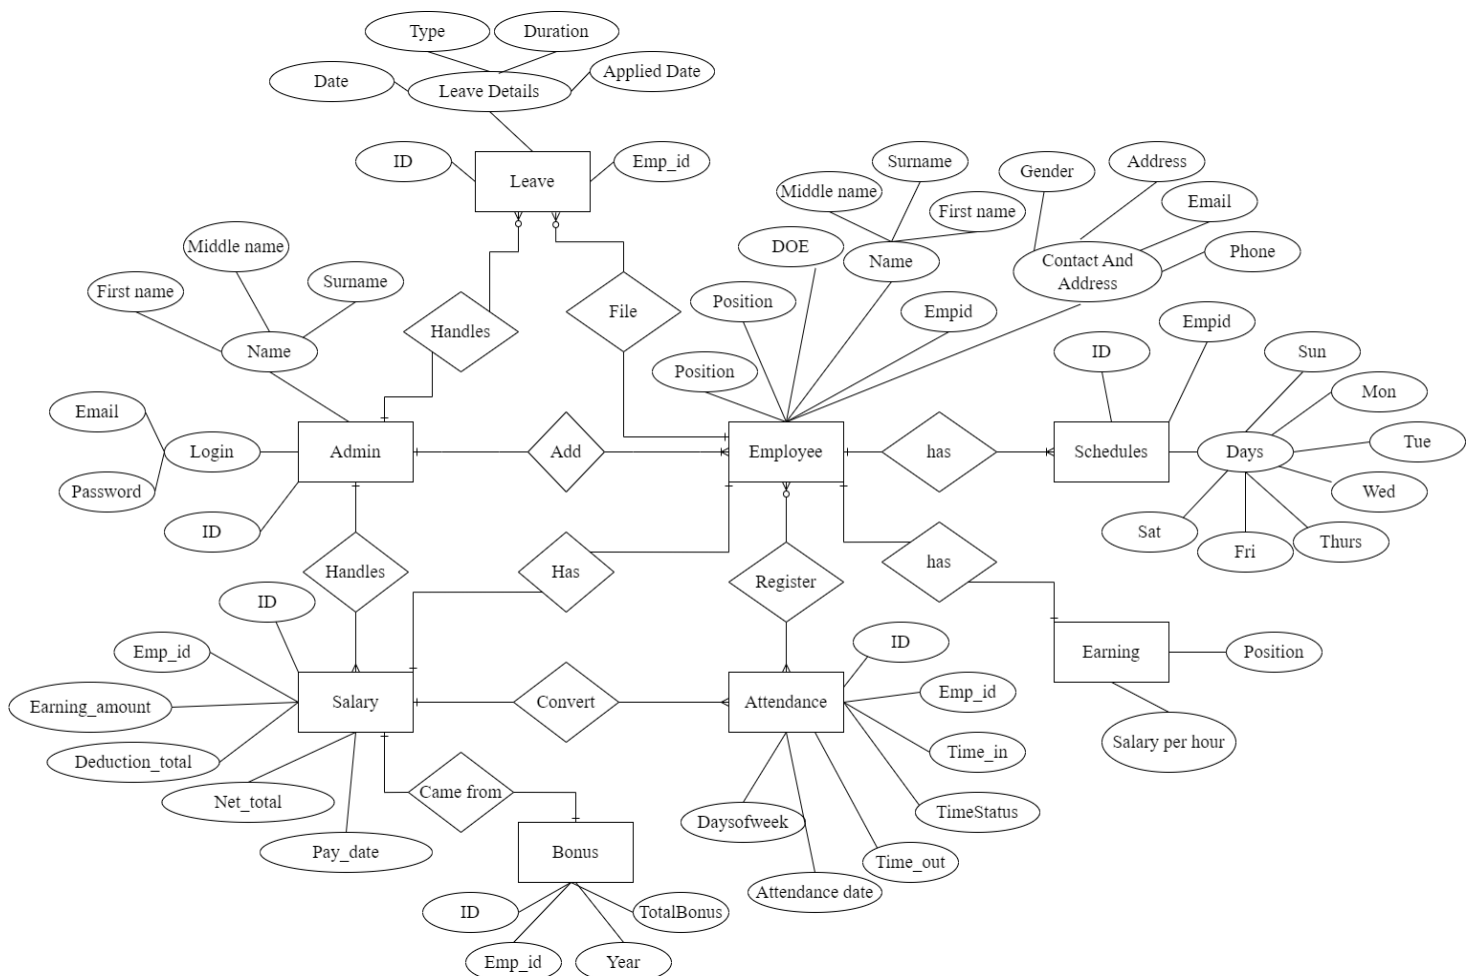 Type
Duration
Date
Leave Details
Applied Date
ID
Leave
Emp_id
Middle name
First name
Surname
Name
Handles
File
Middle name
Surname
First name
Name
DOE
Position
Position
Empid
Gender
Address
Email
Phone
Contact And
Address
Email
Password
Login
ID
Admin
Add
Employee
has
Schedules
ID
Empid
Days
Sun
Mon
Tue
Wed
Thurs
Fri
Sat
Handles
Has
Register
has
Earning
Position
Salary per hour
ID
Emp_id
Earning_amount
Deduction_total
Net_total
Pay_date
Salary
Convert
Attendance
ID
Emp_id
Time_in
TimeStatus
Time_out
Attendance date
Daysofweek
Came from
Bonus
ID
Emp_id
Year
TotalBonus